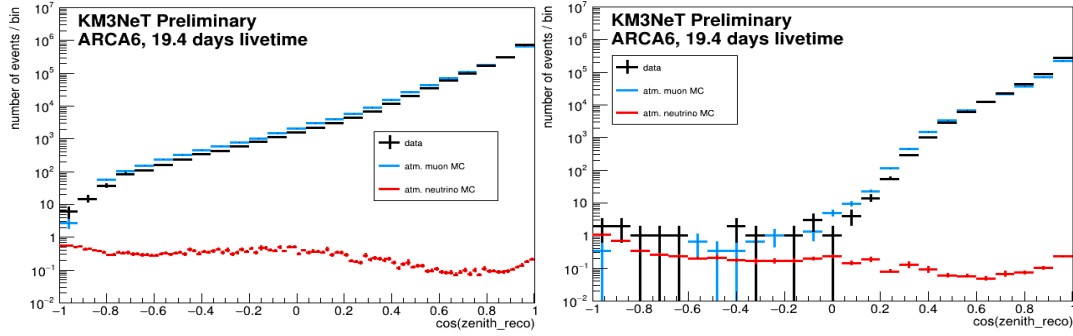 KM3NeT Preliminary
ARCA6, 19.4 days livetime
number of events / bin
10^7
10^6
10^5
10^4
10^3
10^2
10
1
10^−1
10^−2
data
atm. muon MC
atm. neutrino MC
−1 −0.8 −0.6 −0.4 −0.2 0 0.2 0.4 0.6 0.8 1
cos(zenith_reco)
KM3NeT Preliminary
ARCA6, 19.4 days livetime
number of events / bin
10^7
10^6
10^5
10^4
10^3
10^2
10
1
10^−1
10^−2
data
atm. muon MC
atm. neutrino MC
−1 −0.8 −0.6 −0.4 −0.2 0 0.2 0.4 0.6 0.8 1
cos(zenith_reco)